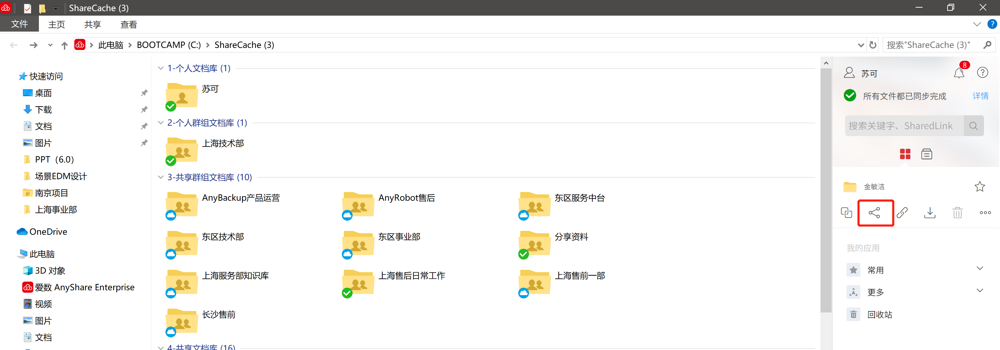 ShareCache (3)
文件 主页 共享 查看
?
此电脑 BOOTCAMP (C:) ShareCache (3)
搜索"ShareCache (3)"
快速访问
桌面
下载
文档
图片
PPT（6.0）
场景EDM设计
南京项目
上海事业部
OneDrive
此电脑
3D 对象
爱数 AnyShare Enterprise
视频
图片
文档
1-个人文档库 (1)
苏可
2-个人群组文档库 (1)
上海技术部
3-共享群组文档库 (10)
AnyBackup产品运营 AnyRobot售后 东区服务中台
东区技术部 东区事业部 分享资料
上海服务部知识库 上海售后日常工作 上海售前一部
长沙售前
4-共享文档库 (16)
苏可 8 ?
所有文件都已同步完成 详情
搜索关键字、SharedLink
金敏洁
我的应用
常用
更多
回收站